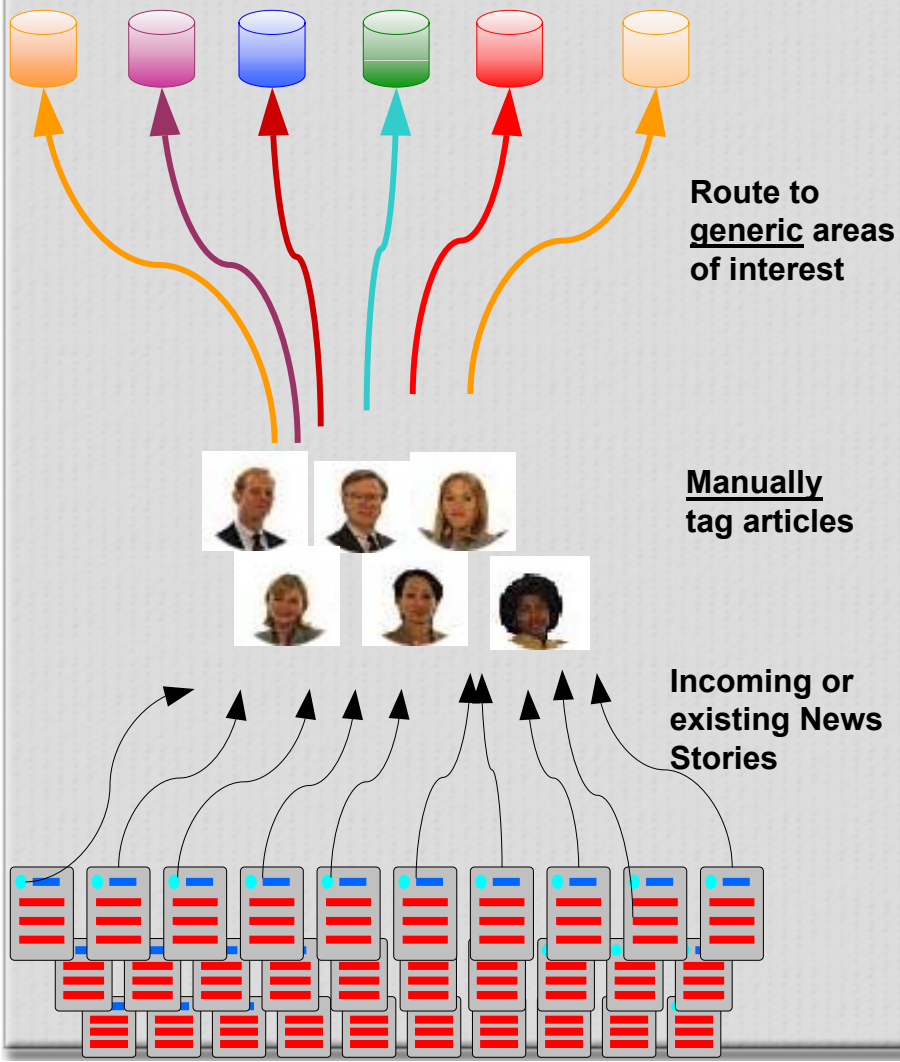 Route to
generic areas
of interest
Manually
tag articles
Incoming or
existing News
Stories